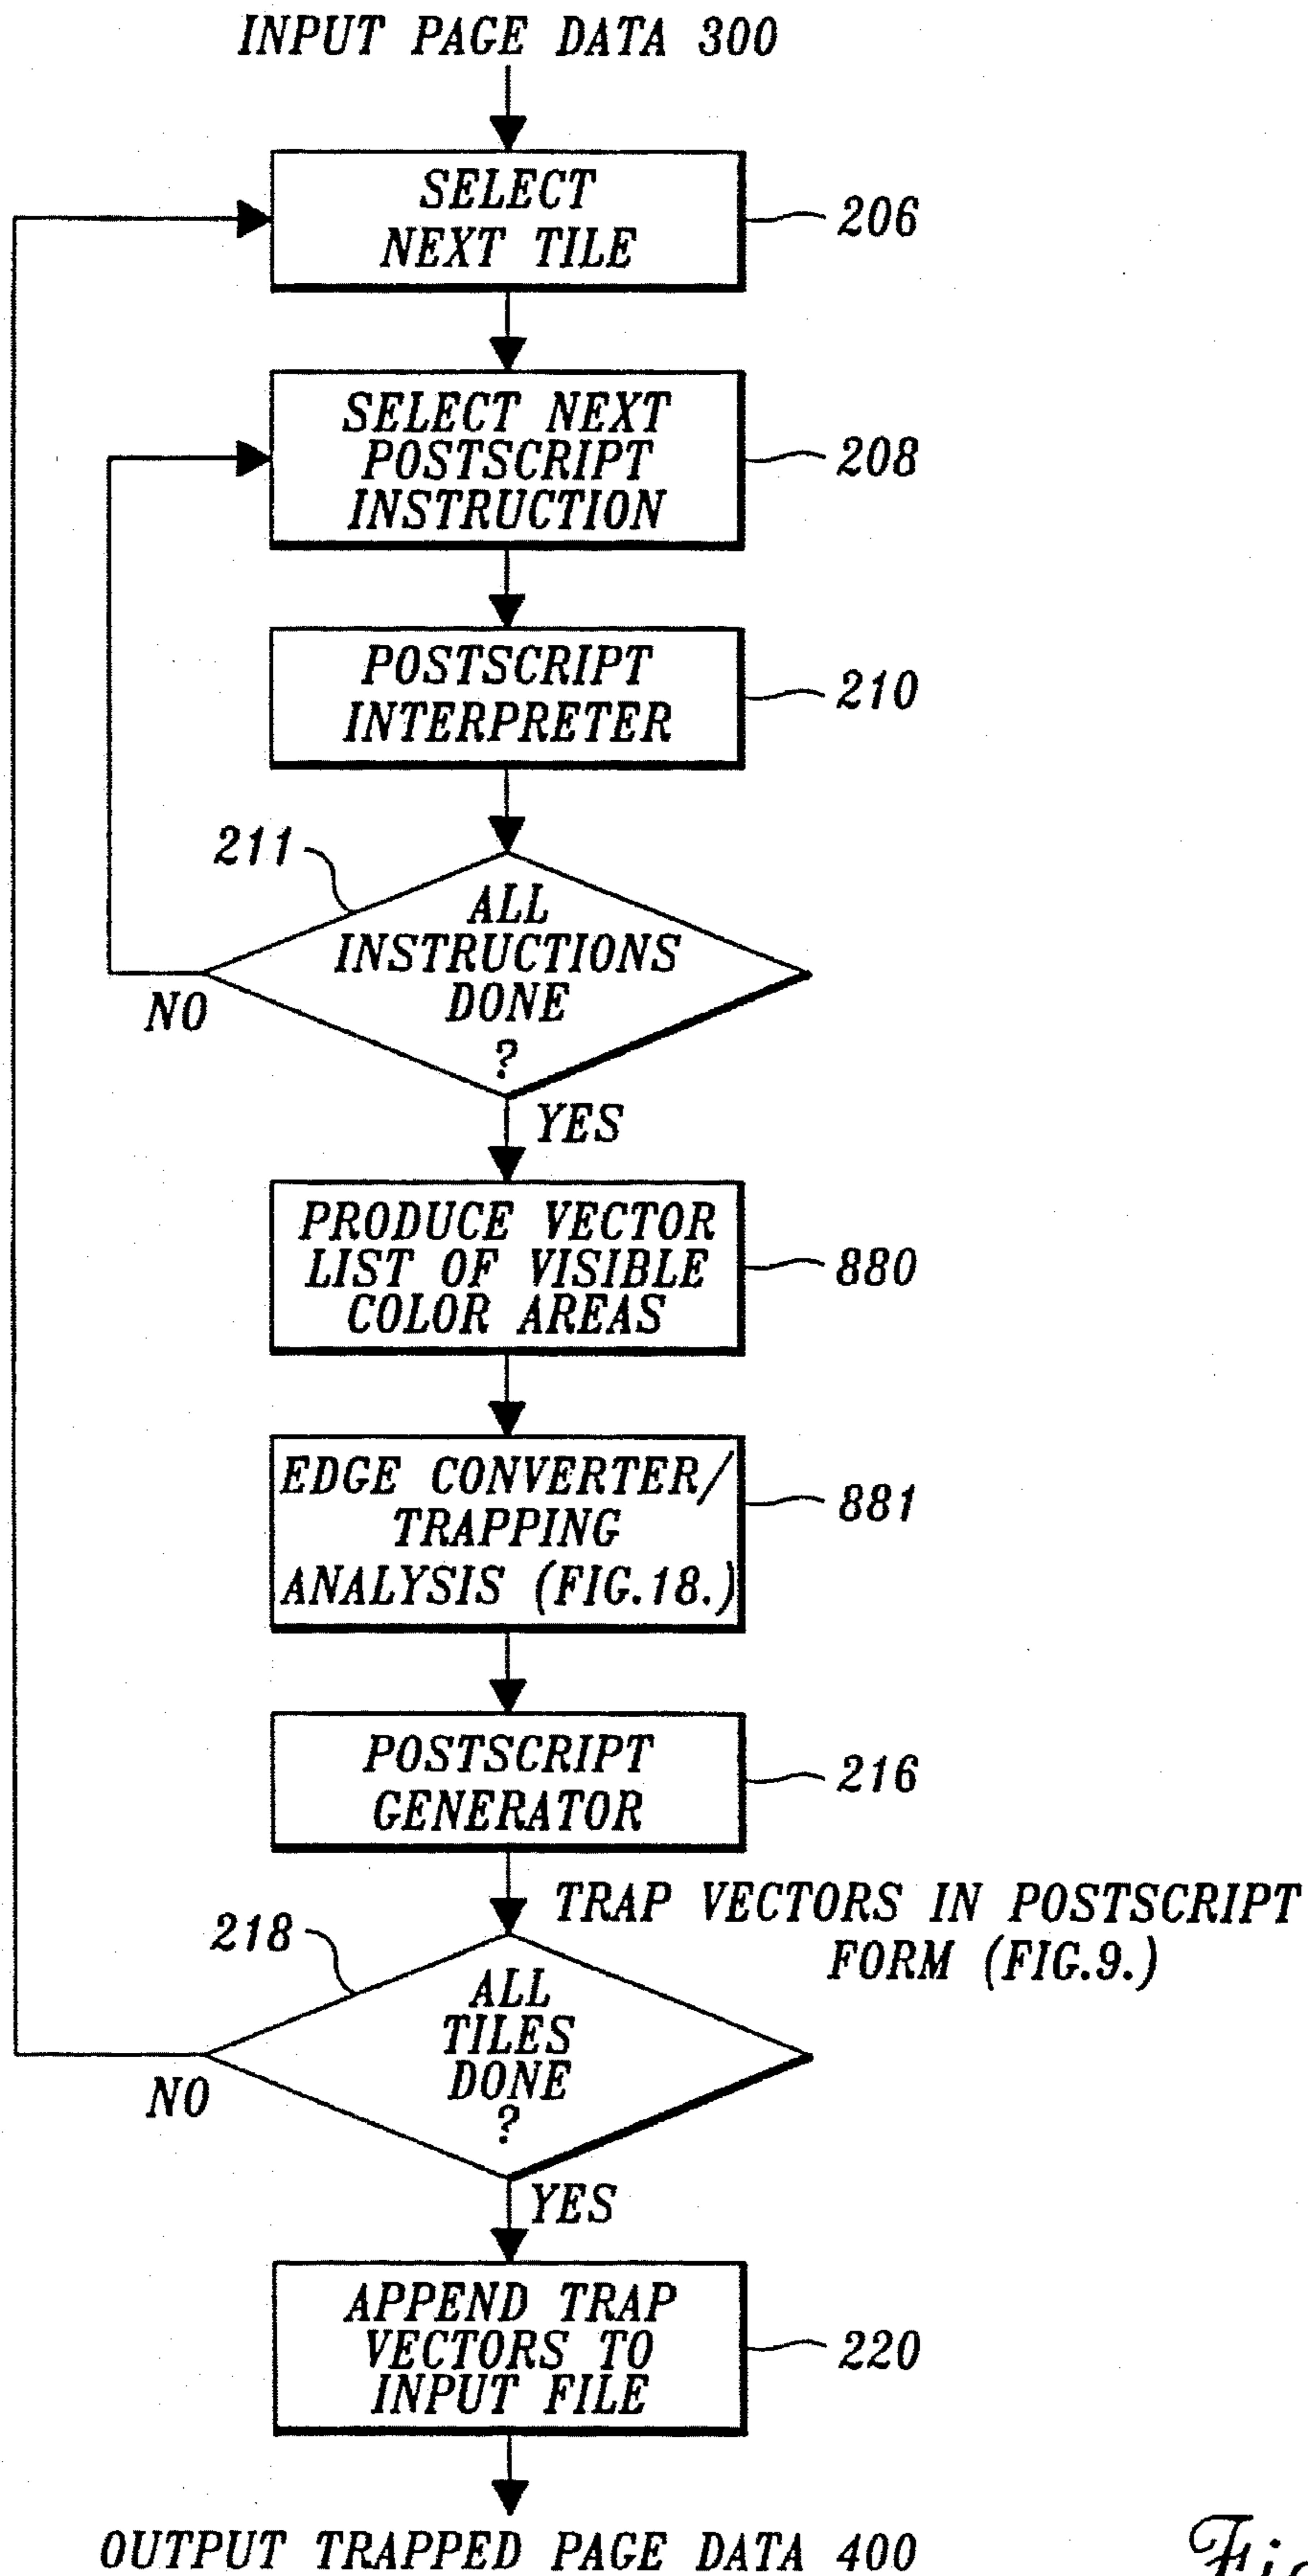 INPUT PAGE DATA 300
SELECT
NEXT TILE
206
SELECT NEXT
POSTSCRIPT
INSTRUCTION
208
POSTSCRIPT
INTERPRETER
210
211
ALL
INSTRUCTIONS
DONE
?
NO
YES
PRODUCE VECTOR
LIST OF VISIBLE
COLOR AREAS
880
EDGE CONVERTER/
TRAPPING
ANALYSIS (FIG.18.)
881
POSTSCRIPT
GENERATOR
216
TRAP VECTORS IN POSTSCRIPT
FORM (FIG.9.)
218
ALL
TILES
DONE
?
NO
YES
APPEND TRAP
VECTORS TO
INPUT FILE
220
OUTPUT TRAPPED PAGE DATA 400